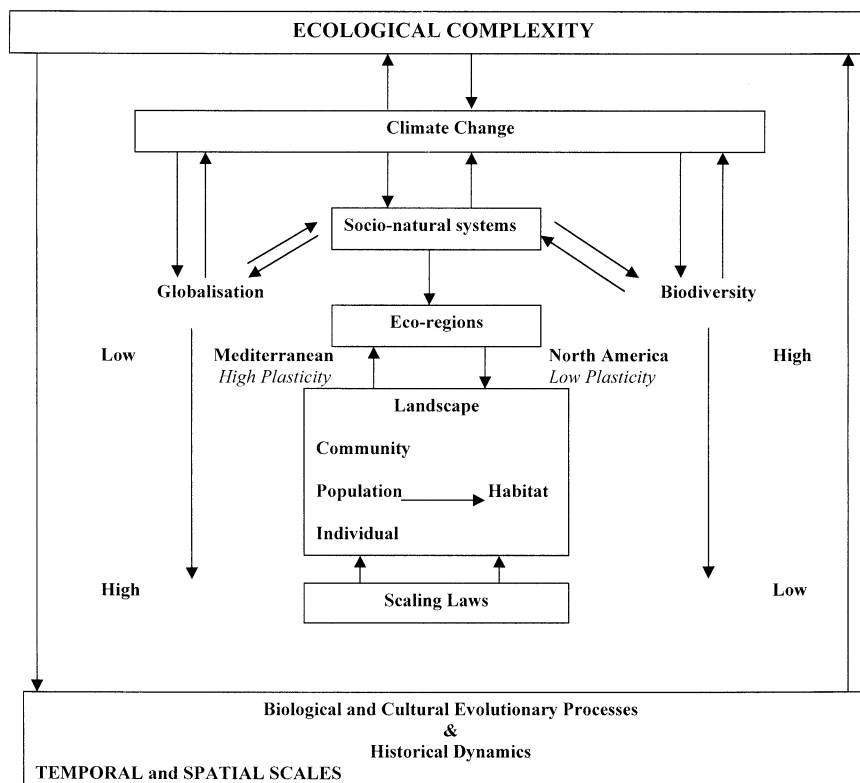 ECOLOGICAL COMPLEXITY
Climate Change
Socio-natural systems
Globalisation
Biodiversity
Eco-regions
Low
Mediterranean
High Plasticity
North America
Low Plasticity
High
Landscape
Community
Population
Habitat
Individual
High
Scaling Laws
Low
Biological and Cultural Evolutionary Processes
&
Historical Dynamics
TEMPORAL and SPATIAL SCALES